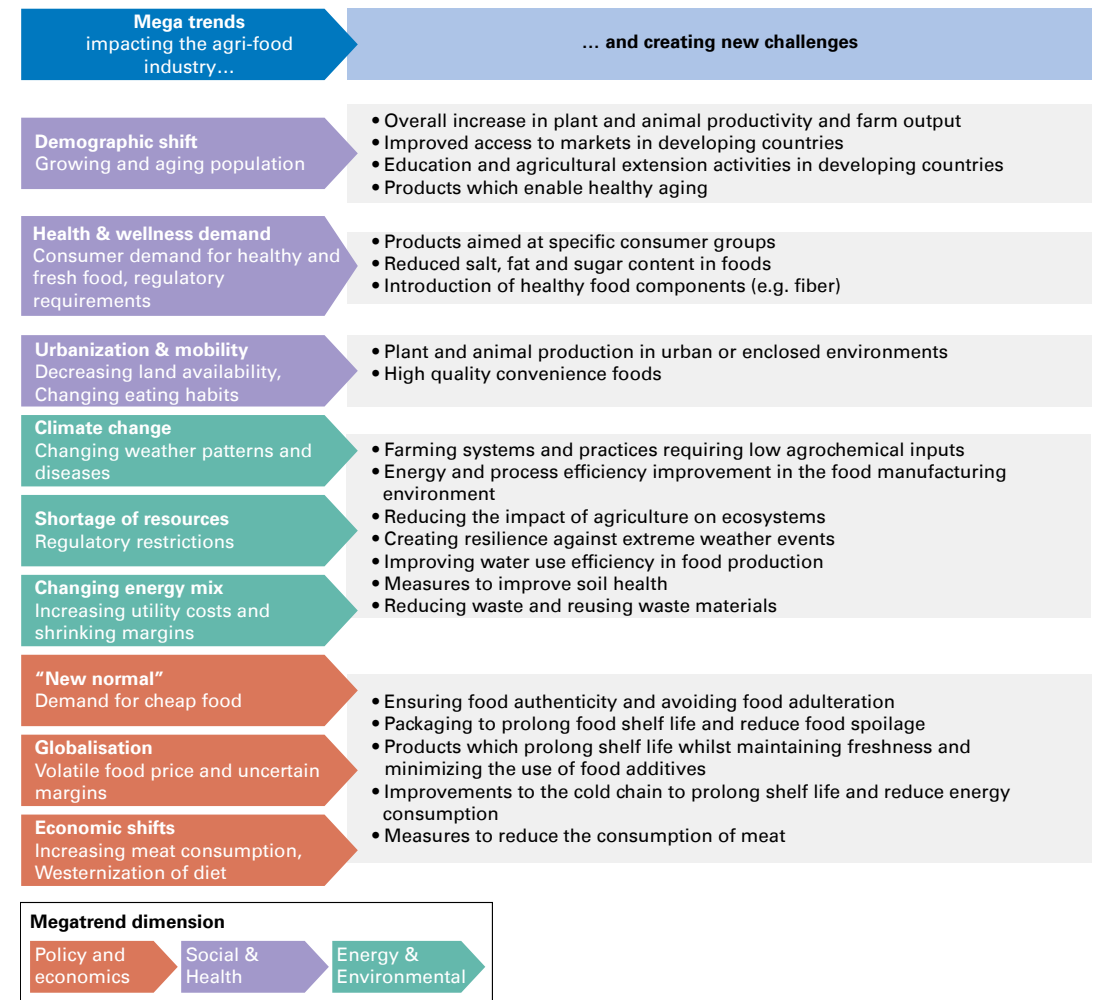 Mega trends
impacting the agri-food
industry…
… and creating new challenges
Demographic shift
Growing and aging population
• Overall increase in plant and animal productivity and farm output
• Improved access to markets in developing countries
• Education and agricultural extension activities in developing countries
• Products which enable healthy aging
Health & wellness demand
Consumer demand for healthy and
fresh food, regulatory
requirements
• Products aimed at specific consumer groups
• Reduced salt, fat and sugar content in foods
• Introduction of healthy food components (e.g. fiber)
Urbanization & mobility
Decreasing land availability,
Changing eating habits
• Plant and animal production in urban or enclosed environments
• High quality convenience foods
Climate change
Changing weather patterns and
diseases
Shortage of resources
Regulatory restrictions
Changing energy mix
Increasing utility costs and
shrinking margins
• Farming systems and practices requiring low agrochemical inputs
• Energy and process efficiency improvement in the food manufacturing
environment
• Reducing the impact of agriculture on ecosystems
• Creating resilience against extreme weather events
• Improving water use efficiency in food production
• Measures to improve soil health
• Reducing waste and reusing waste materials
“New normal”
Demand for cheap food
Globalisation
Volatile food price and uncertain
margins
Economic shifts
Increasing meat consumption,
Westernization of diet
• Ensuring food authenticity and avoiding food adulteration
• Packaging to prolong food shelf life and reduce food spoilage
• Products which prolong shelf life whilst maintaining freshness and
minimizing the use of food additives
• Improvements to the cold chain to prolong shelf life and reduce energy
consumption
• Measures to reduce the consumption of meat
Megatrend dimension
Policy and
economics
Social &
Health
Energy &
Environmental